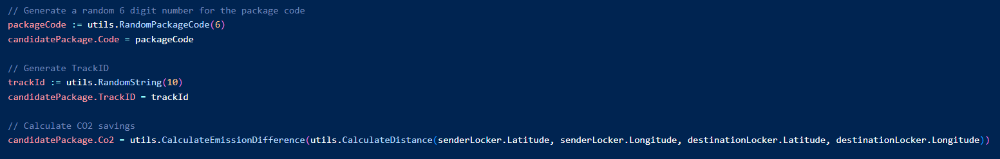 // Generate a random 6 digit number for the package code
packageCode := utils.RandomPackageCode(6)
candidatePackage.Code = packageCode
// Generate TrackID
trackId := utils.RandomString(10)
candidatePackage.TrackID = trackId
// Calculate CO2 savings
candidatePackage.Co2 = utils.CalculateEmissionDifference(utils.CalculateDistance(senderLocker.Latitude, senderLocker.Longitude, destinationLocker.Latitude, destinationLocker.Longitude))